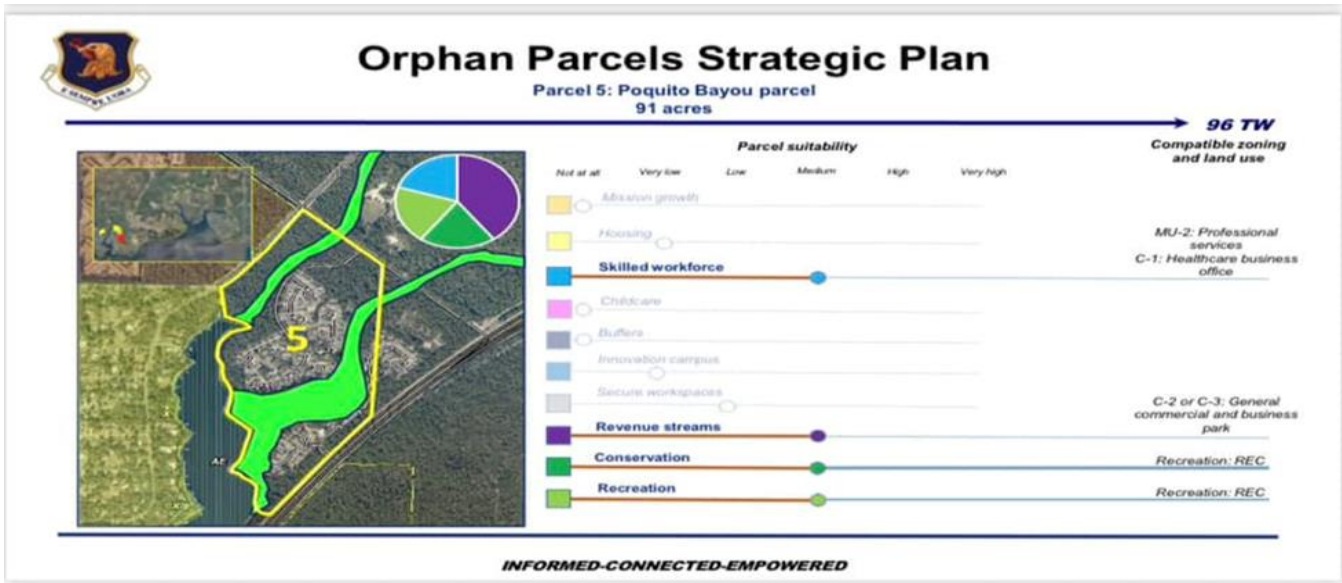 Orphan Parcels Strategic Plan
Parcel 5: Poquito Bayou parcel
91 acres
96 TW
Parcel suitability
Compatible zoning
and land use
Not at all Very low Low Medium High Very high
Mission growth
Housing
MU-2: Professional
services
Skilled workforce
C-1: Healthcare business
office
Childcare
Buffers
Innovation campus
Secure workspaces
C-2 or C-3: General
commercial and business
park
Revenue streams
Conservation
Recreation: REC
Recreation
Recreation: REC
5
AE
INFORMED-CONNECTED-EMPOWERED